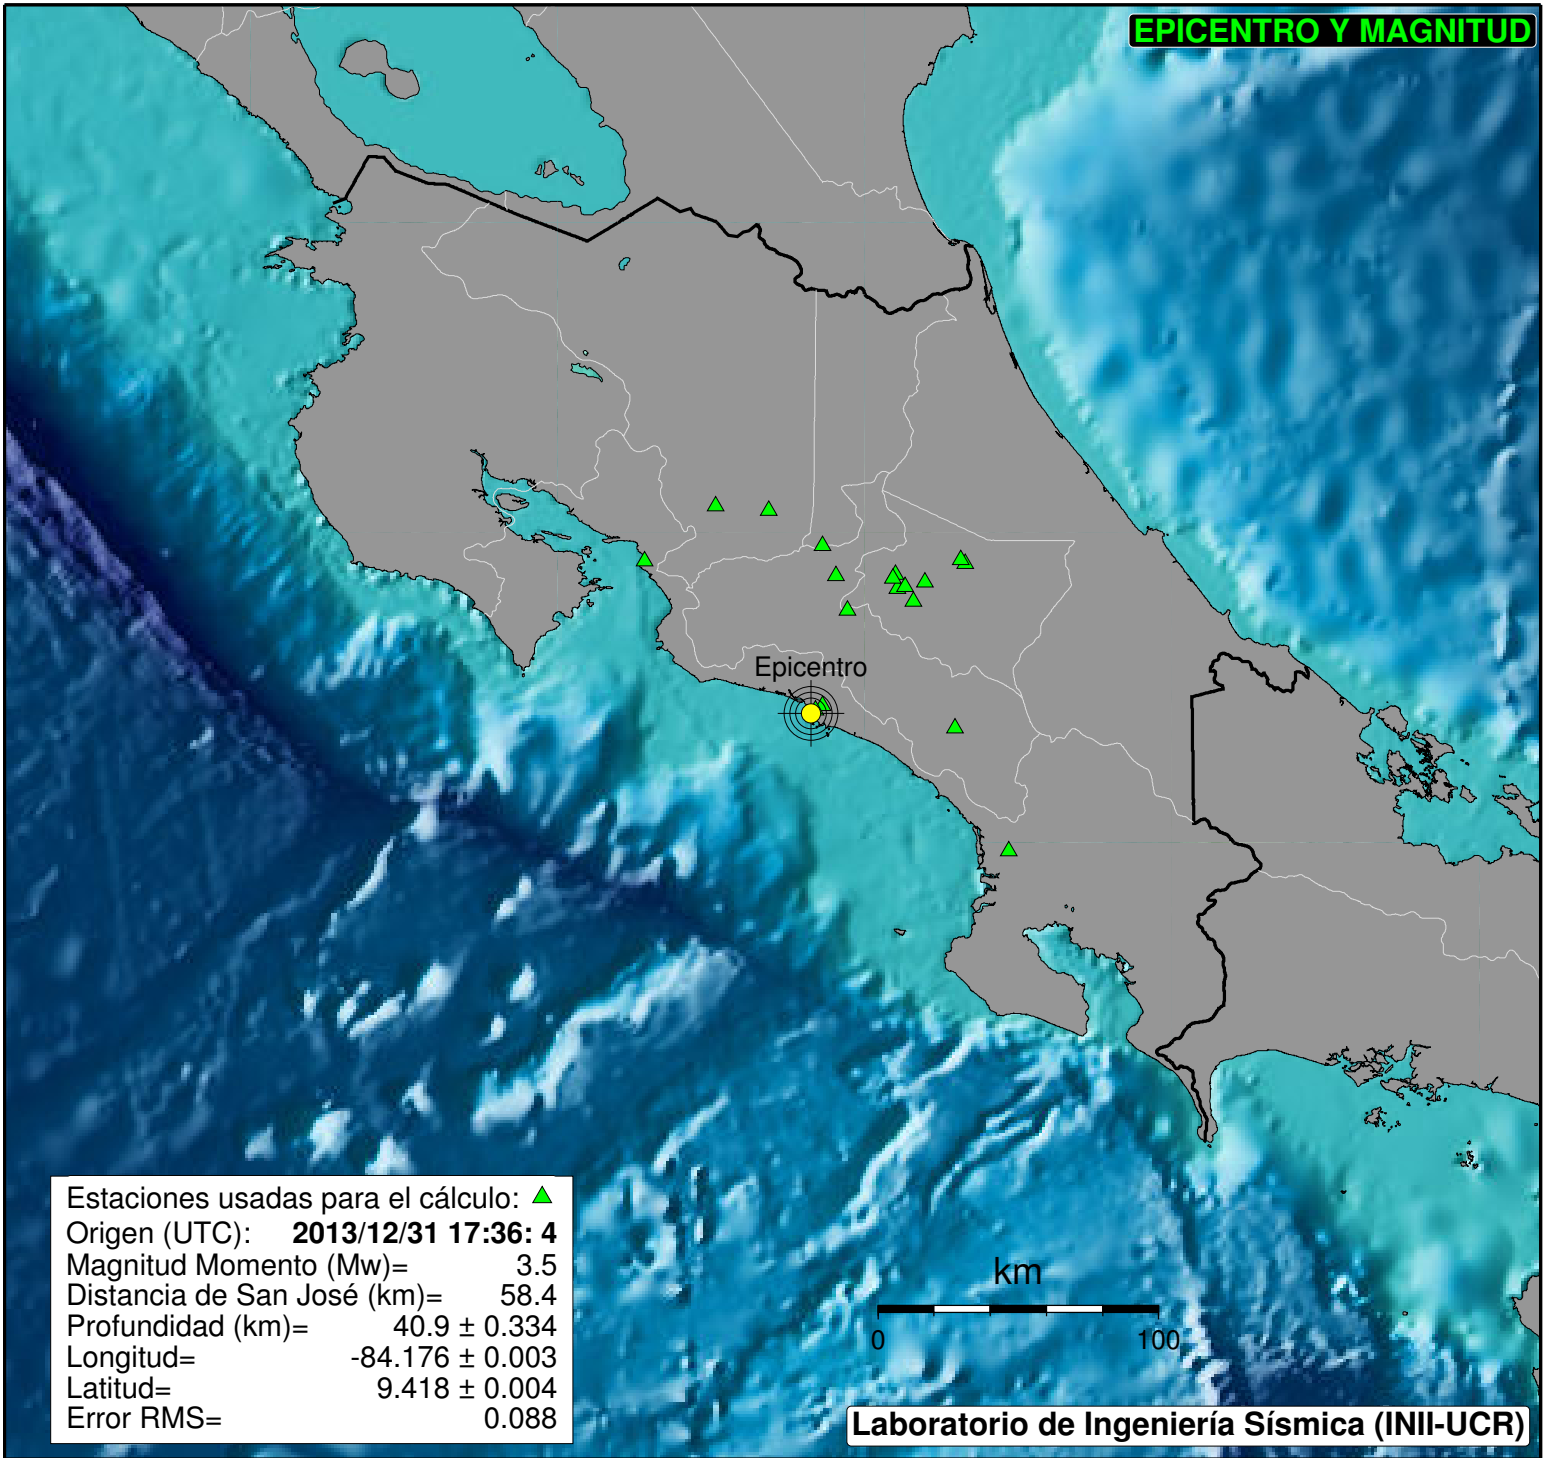 EPICENTRO Y MAGNITUD
Epicentro
Estaciones usadas para el cálculo:
Origen (UTC): 2013/12/31 17:36: 4
Magnitud Momento (Mw)= 3.5
Distancia de San José (km)= 58.4
Profundidad (km)= 40.9 ± 0.334
Longitud= -84.176 ± 0.003
Latitud= 9.418 ± 0.004
Error RMS= 0.088
km
0 100
Laboratorio de Ingeniería Sísmica (INII-UCR)